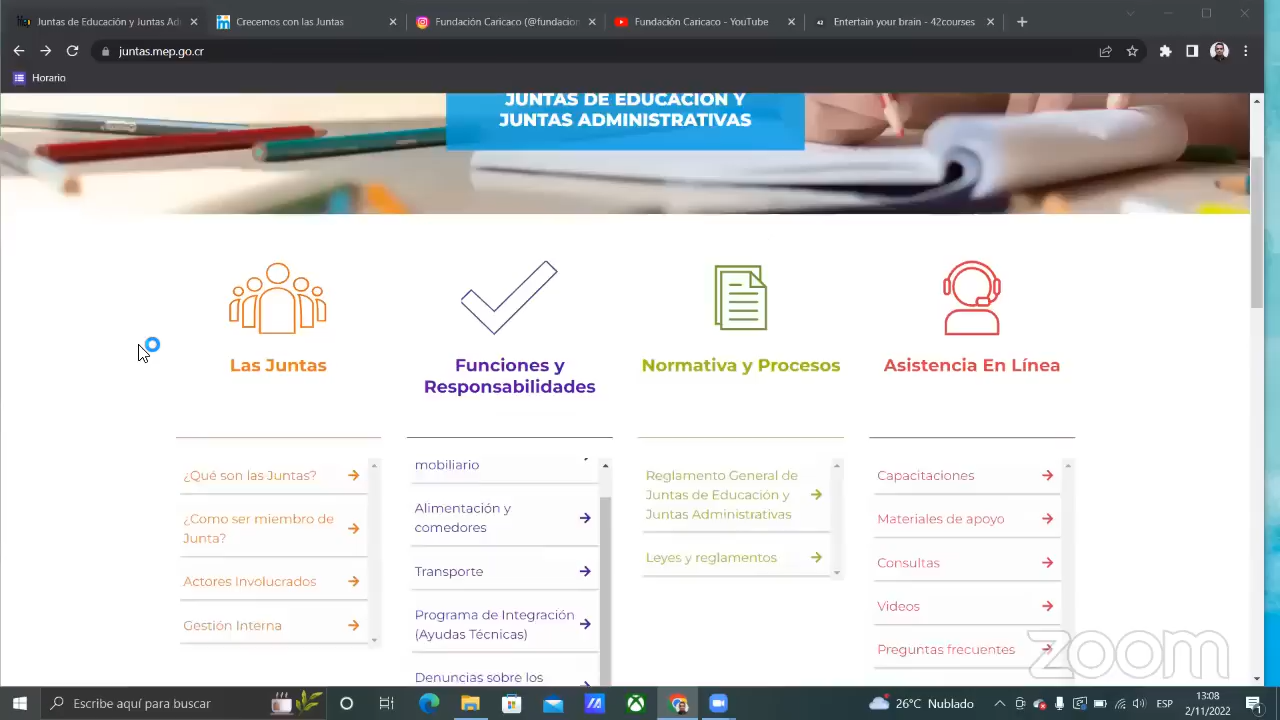 Juntas de Educación y Juntas Ad
Crecemos con las Juntas
Fundación Caricaco (@fundacion
Fundación Caricaco - YouTube
42
Entertain your brain - 42courses
juntas.mep.go.cr
Horario
JUNTAS DE EDUCACIÓN Y
JUNTAS ADMINISTRATIVAS
Las Juntas
Funciones y
Responsabilidades
Normativa y Procesos
Asistencia En Línea
¿Qué son las Juntas?
¿Como ser miembro de
Junta?
Actores Involucrados
Gestión Interna
mobiliario
Alimentación y
comedores
Transporte
Programa de Integración
(Ayudas Técnicas)
Denuncias sobre los
Reglamento General de
Juntas de Educación y
Juntas Administrativas
Leyes y reglamentos
Capacitaciones
Materiales de apoyo
Consultas
Videos
Preguntas frecuentes
zoom
Escribe aquí para buscar
26°C Nublado
ESP
13:08
2/11/2022